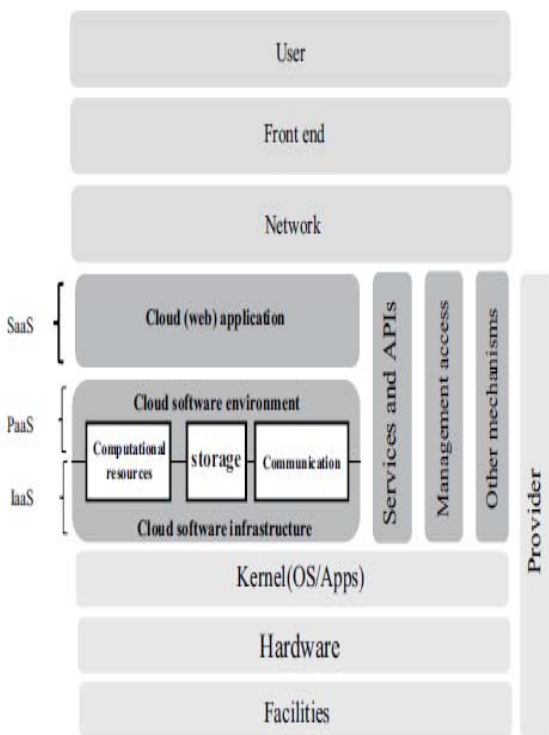 User
Front end
Network
SaaS
Cloud (web) application
Services and APIs
Management access
Other mechanisms
Provider
PaaS
Cloud software environment
Computational
resources
storage
Communication
IaaS
Cloud software infrastructure
Kernel(OS/Apps)
Hardware
Facilities